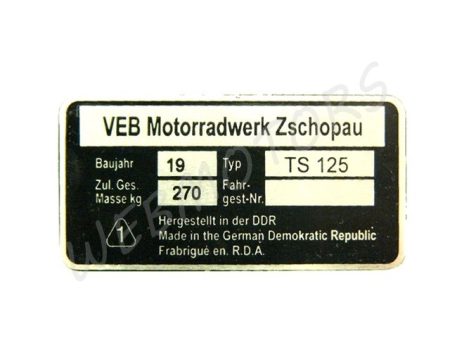 VEB Motorradwerk Zschopau
Baujahr 19 Typ TS 125
Zul. Ges. Masse kg 270 Fahr- gest-Nr.
1
Hergestellt in der DDR
Made in the German Demokratic Republic
Frabrigué en. R.D.A.
WEBMOTORS